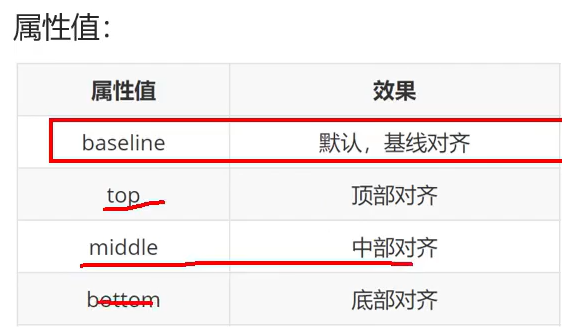 属性值：
属性值 效果
baseline 默认，基线对齐
top 顶部对齐
middle 中部对齐
bottom 底部对齐